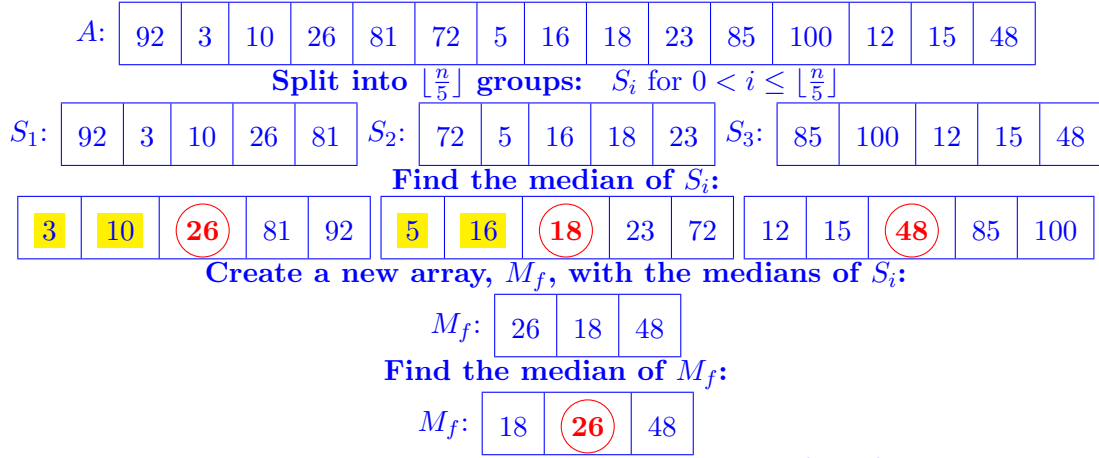 A: 92 3 10 26 81 72 5 16 18 23 85 100 12 15 48
Split into ⌊n/5⌋ groups: S_i for 0 < i ≤ ⌊n/5⌋
S_1: 92 3 10 26 81 S_2: 72 5 16 18 23 S_3: 85 100 12 15 48
Find the median of S_i:
3 10 26 81 92 5 16 18 23 72 12 15 48 85 100
Create a new array, M_f, with the medians of S_i:
M_f: 26 18 48
Find the median of M_f:
M_f: 18 26 48